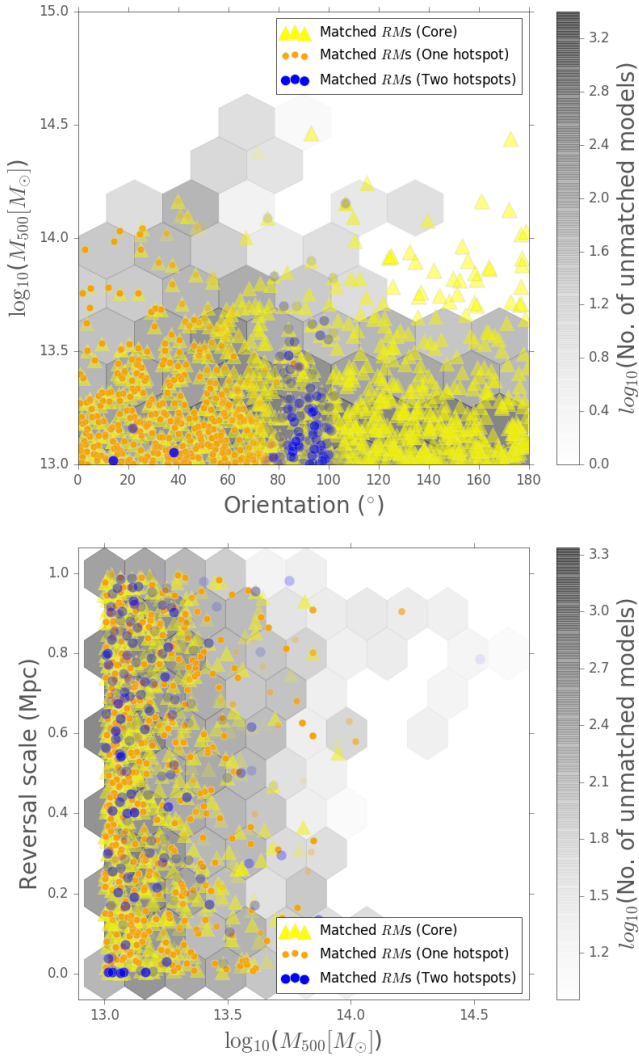 15.0
14.5
14.0
13.5
13.0
log₁₀(M₅₀₀[M⊙])
0 20 40 60 80 100 120 140 160 180
Orientation (°)
Matched RMs (Core)
Matched RMs (One hotspot)
Matched RMs (Two hotspots)
3.2
2.8
2.4
2.0
1.6
1.2
0.8
0.4
0.0
log₁₀(No. of unmatched models)
1.0
0.8
0.6
0.4
0.2
0.0
Reversal scale (Mpc)
13.0 13.5 14.0 14.5
log₁₀(M₅₀₀[M⊙])
Matched RMs (Core)
Matched RMs (One hotspot)
Matched RMs (Two hotspots)
3.3
3.0
2.7
2.4
2.1
1.8
1.5
1.2
log₁₀(No. of unmatched models)